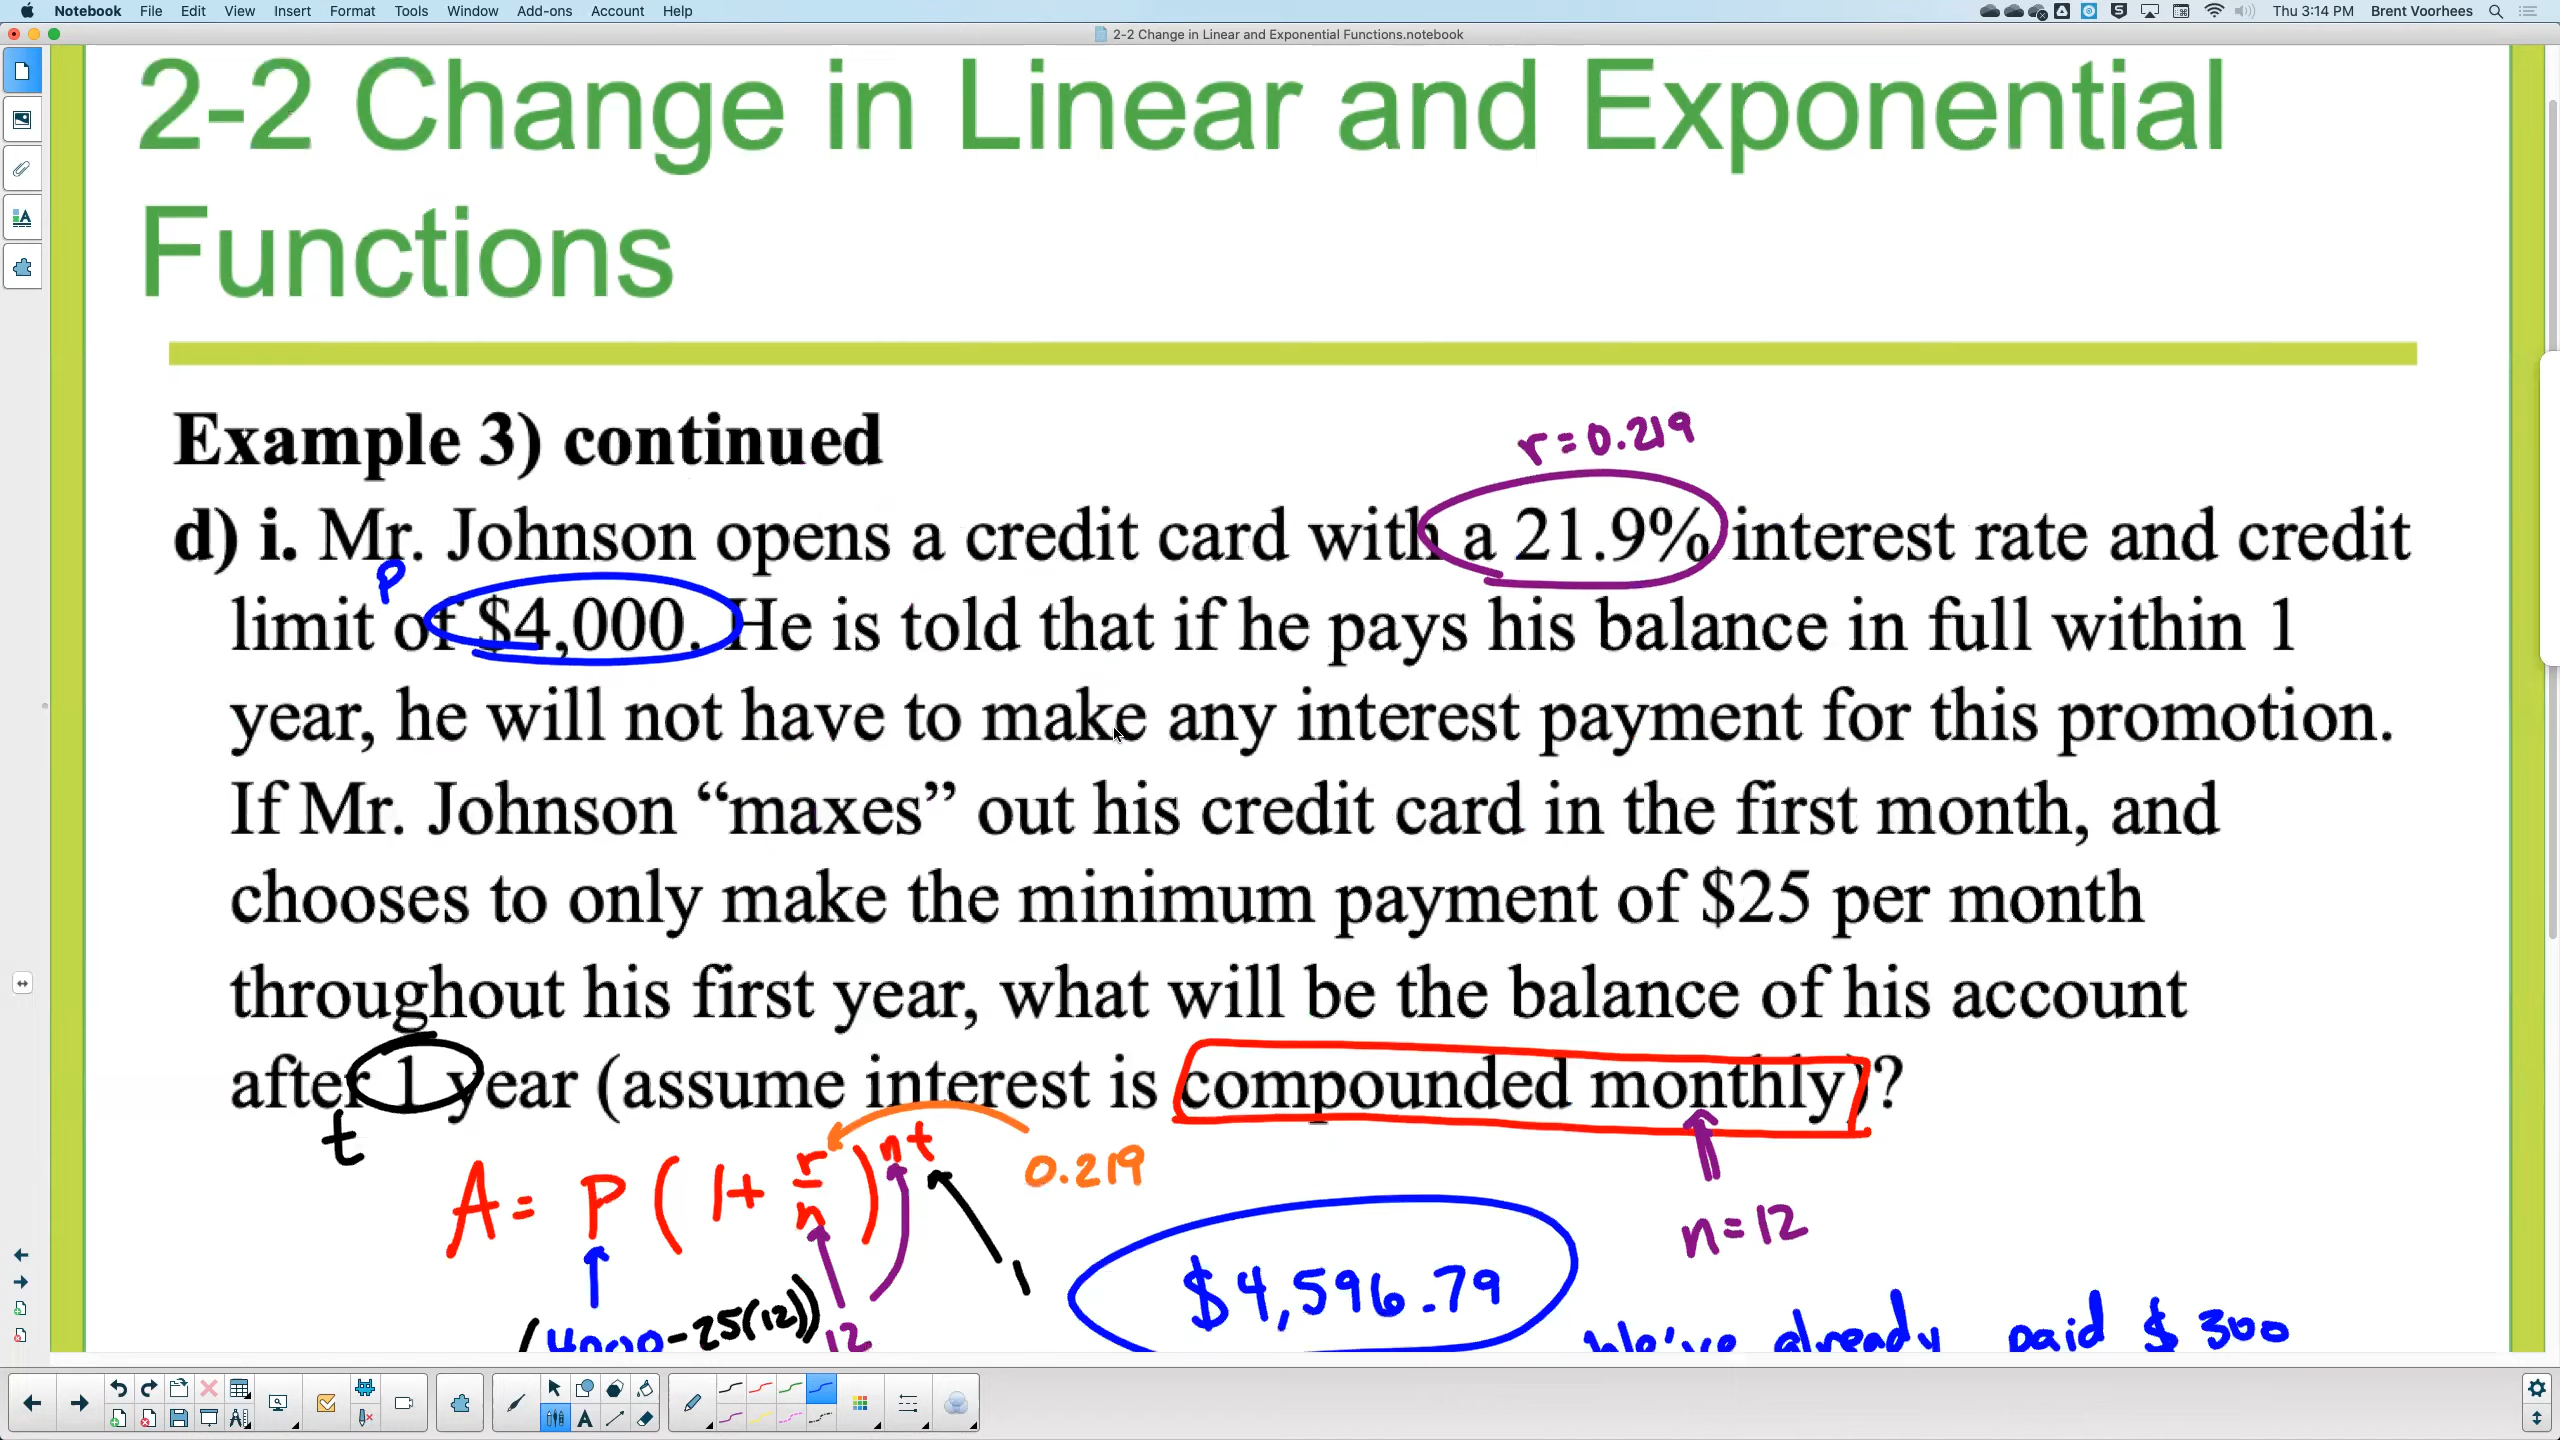 Notebook File Edit View Insert Format Tools Window Add-ons Account Help Thu 3:14 PM Brent Voorhees
2-2 Change in Linear and Exponential Functions.notebook
2-2 Change in Linear and Exponential
Functions
Example 3) continued
r = 0.219
d) i. Mr. Johnson opens a credit card with a 21.9% interest rate and credit
P
limit of $4,000. He is told that if he pays his balance in full within 1
year, he will not have to make any interest payment for this promotion.
If Mr. Johnson “maxes” out his credit card in the first month, and
chooses to only make the minimum payment of $25 per month
throughout his first year, what will be the balance of his account
after 1 year (assume interest is compounded monthly)?
t
A = P (1 + r/n)^nt
0.219
n = 12
1
$4,596.79
(4000 - 25(12))
12
We've already paid $300